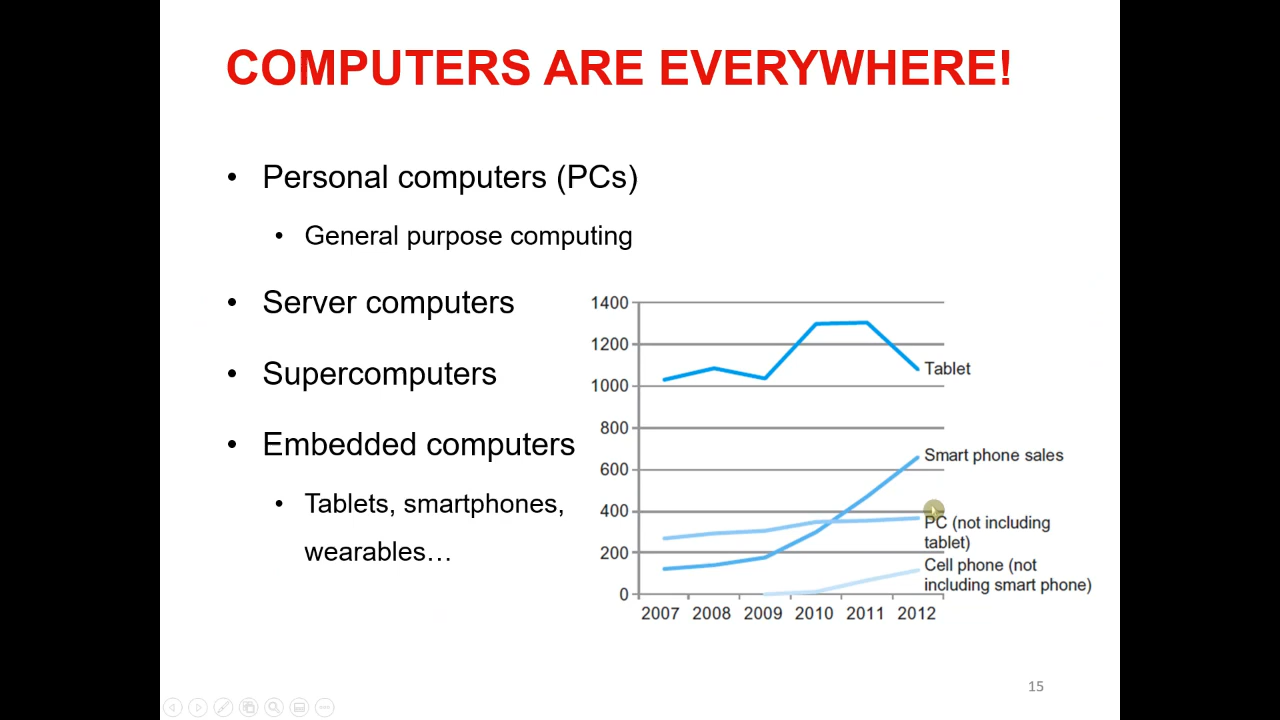 COMPUTERS ARE EVERYWHERE!
• Personal computers (PCs)
• General purpose computing
• Server computers
• Supercomputers
• Embedded computers
• Tablets, smartphones,
wearables…
1400
1200
1000
800
600
400
200
0
2007 2008 2009 2010 2011 2012
Tablet
Smart phone sales
PC (not including
tablet)
Cell phone (not
including smart phone)
15